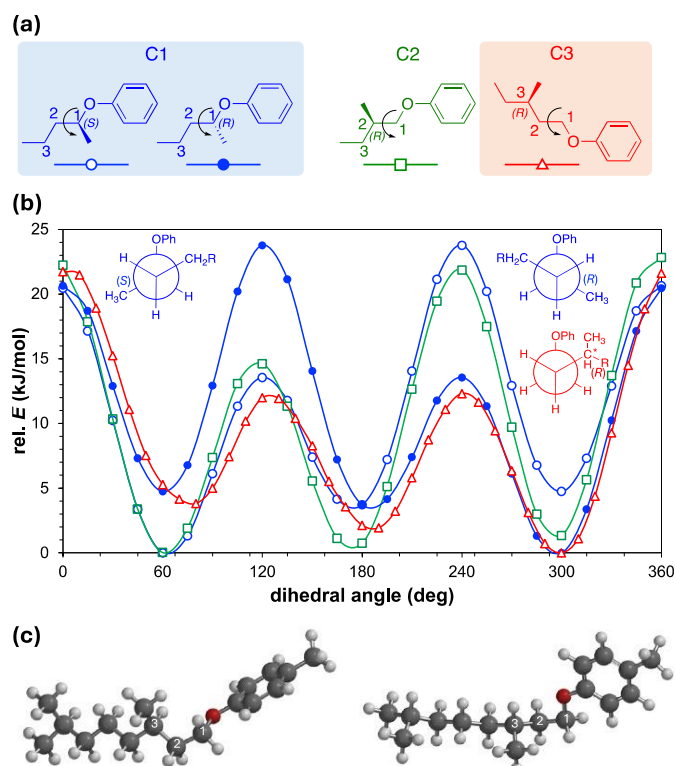 (a)
C1
C2
C3
O
1
2
(S)
3
O
1
2
(R)
3
O
2
1
(R)
3
3
(R)
1
2
O
(b)
rel. E (kJ/mol)
25
20
15
10
5
0
0
60
120
180
240
300
360
dihedral angle (deg)
OPh
H
CH2R
(S)
H3C
H
H
OPh
RH2C
H
(R)
H
CH3
H
OPh
CH3
H
C*
R
H
(R)
H
H
H
(c)
3
2
1
3
2
1